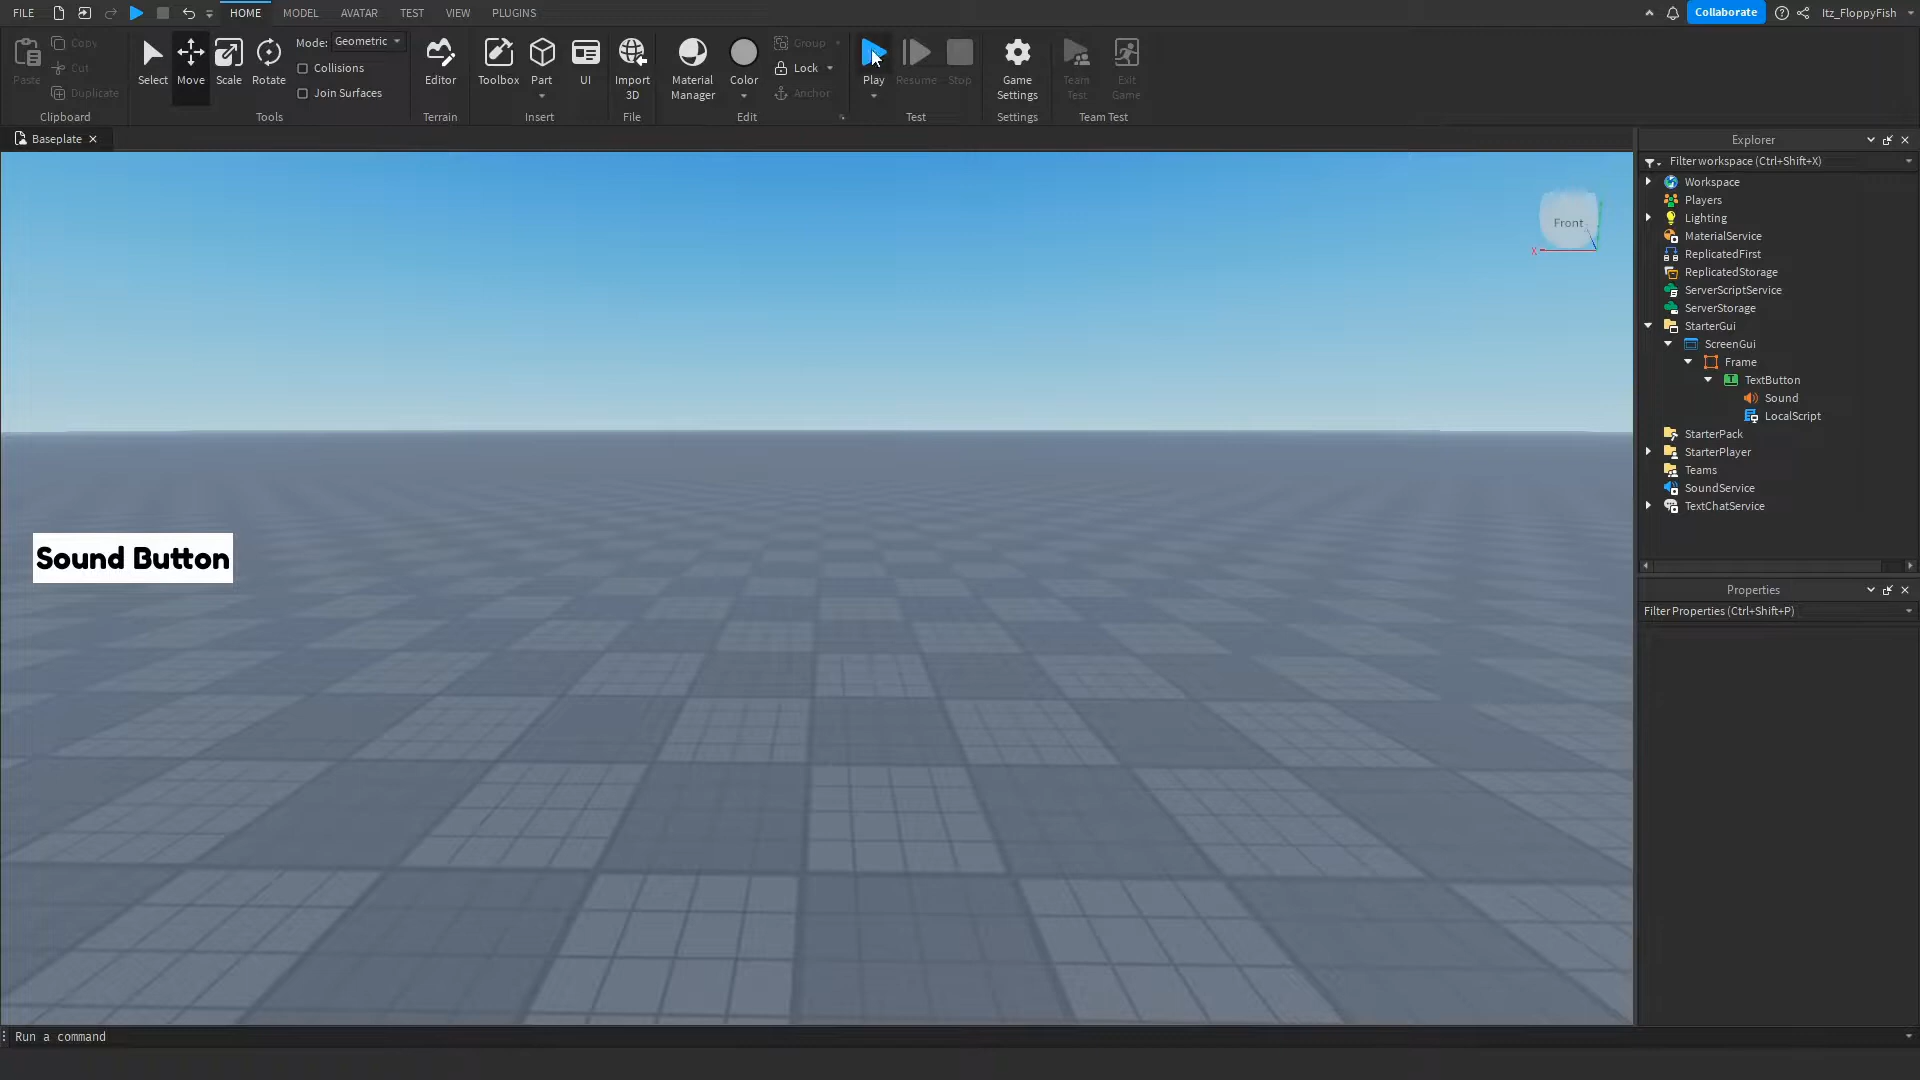 FILE HOME MODEL AVATAR TEST VIEW PLUGINS Collaborate Itz_FloppyFish
Paste Copy Cut Duplicate
Clipboard
Select Move Scale Rotate Mode: Geometric
Collisions
Join Surfaces
Tools
Editor
Terrain
Toolbox Part UI
Insert
Import
3D
File
Material
Manager
Color
Group
Lock
Anchor
Edit
Play Resume Stop
Test
Game
Settings
Settings
Team
Test
Exit
Game
Team Test
Baseplate
Front
X
Sound Button
Explorer
Filter workspace (Ctrl+Shift+X)
Workspace
Players
Lighting
MaterialService
ReplicatedFirst
ReplicatedStorage
ServerScriptService
ServerStorage
StarterGui
ScreenGui
Frame
TextButton
Sound
LocalScript
StarterPack
StarterPlayer
Teams
SoundService
TextChatService
Properties
Filter Properties (Ctrl+Shift+P)
Run a command